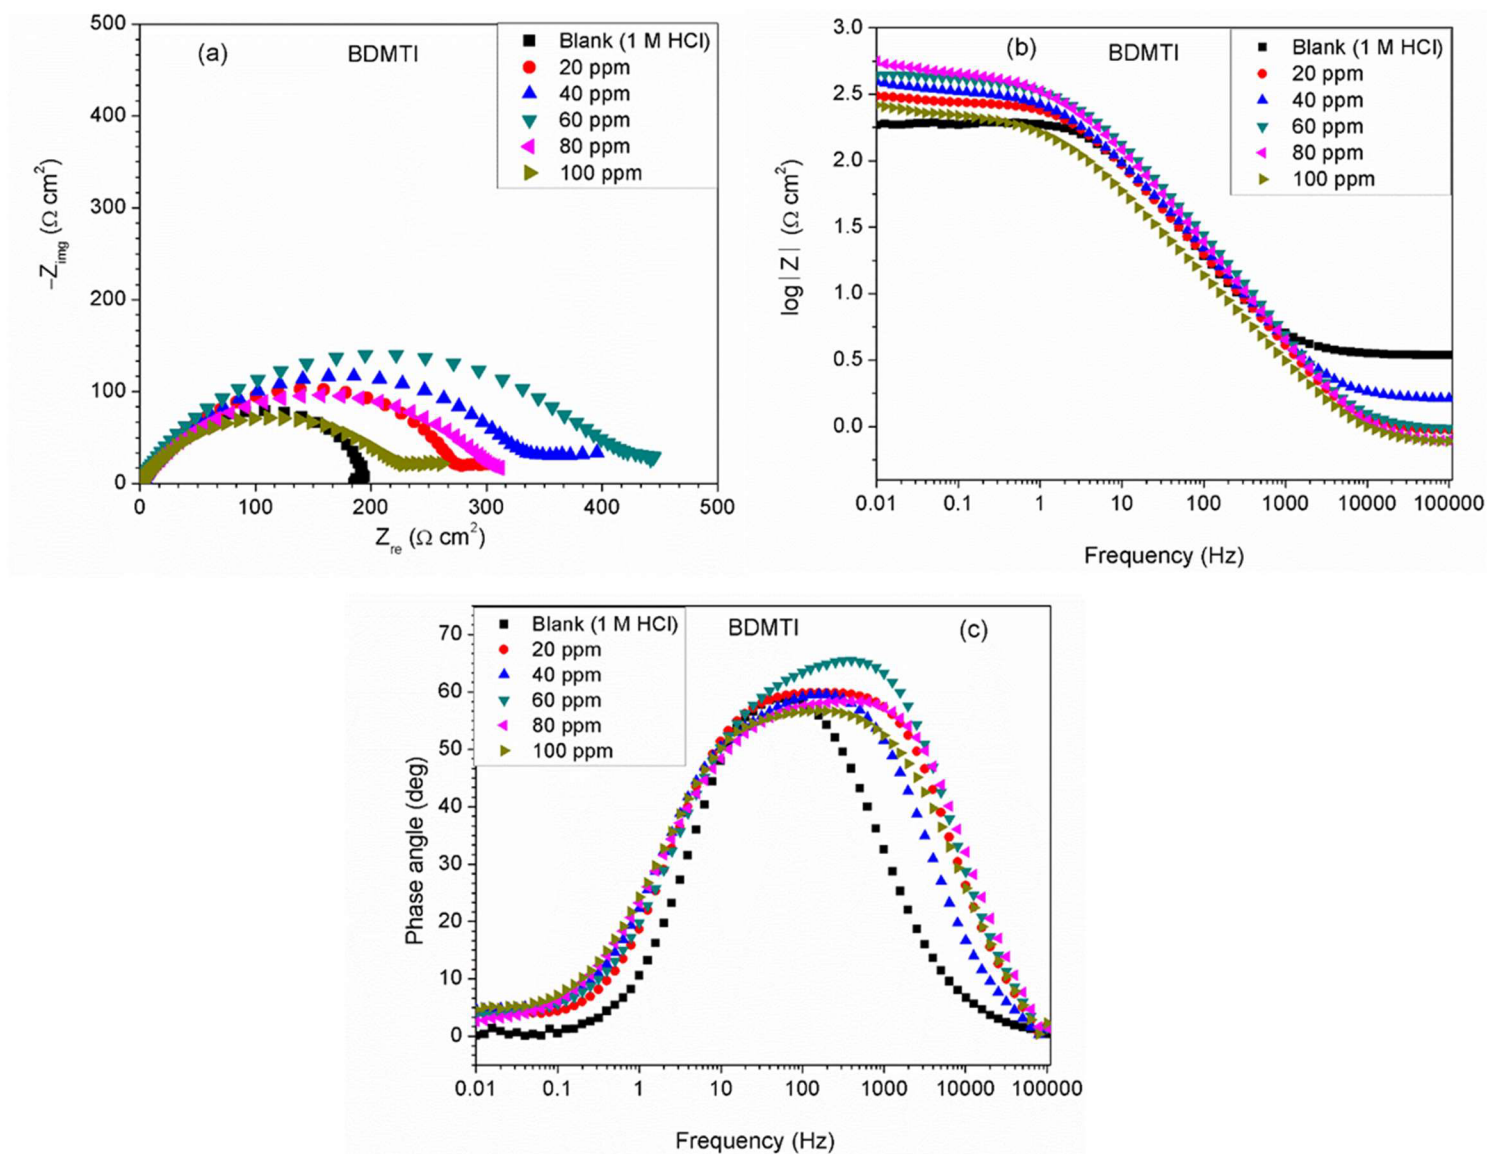 (a)
BDMTI
Blank (1 M HCl)
20 ppm
40 ppm
60 ppm
80 ppm
100 ppm
500
400
300
200
100
0
–Zimg (Ω cm2)
0 100 200 300 400 500
Zre (Ω cm2)
(b)
BDMTI
Blank (1 M HCl)
20 ppm
40 ppm
60 ppm
80 ppm
100 ppm
3.0
2.5
2.0
1.5
1.0
0.5
0.0
log|Z| (Ω cm2)
0.01 0.1 1 10 100 1000 10000 100000
Frequency (Hz)
Blank (1 M HCl)
20 ppm
40 ppm
60 ppm
80 ppm
100 ppm
BDMTI
(c)
70
60
50
40
30
20
10
0
Phase angle (deg)
0.01 0.1 1 10 100 1000 10000 100000
Frequency (Hz)